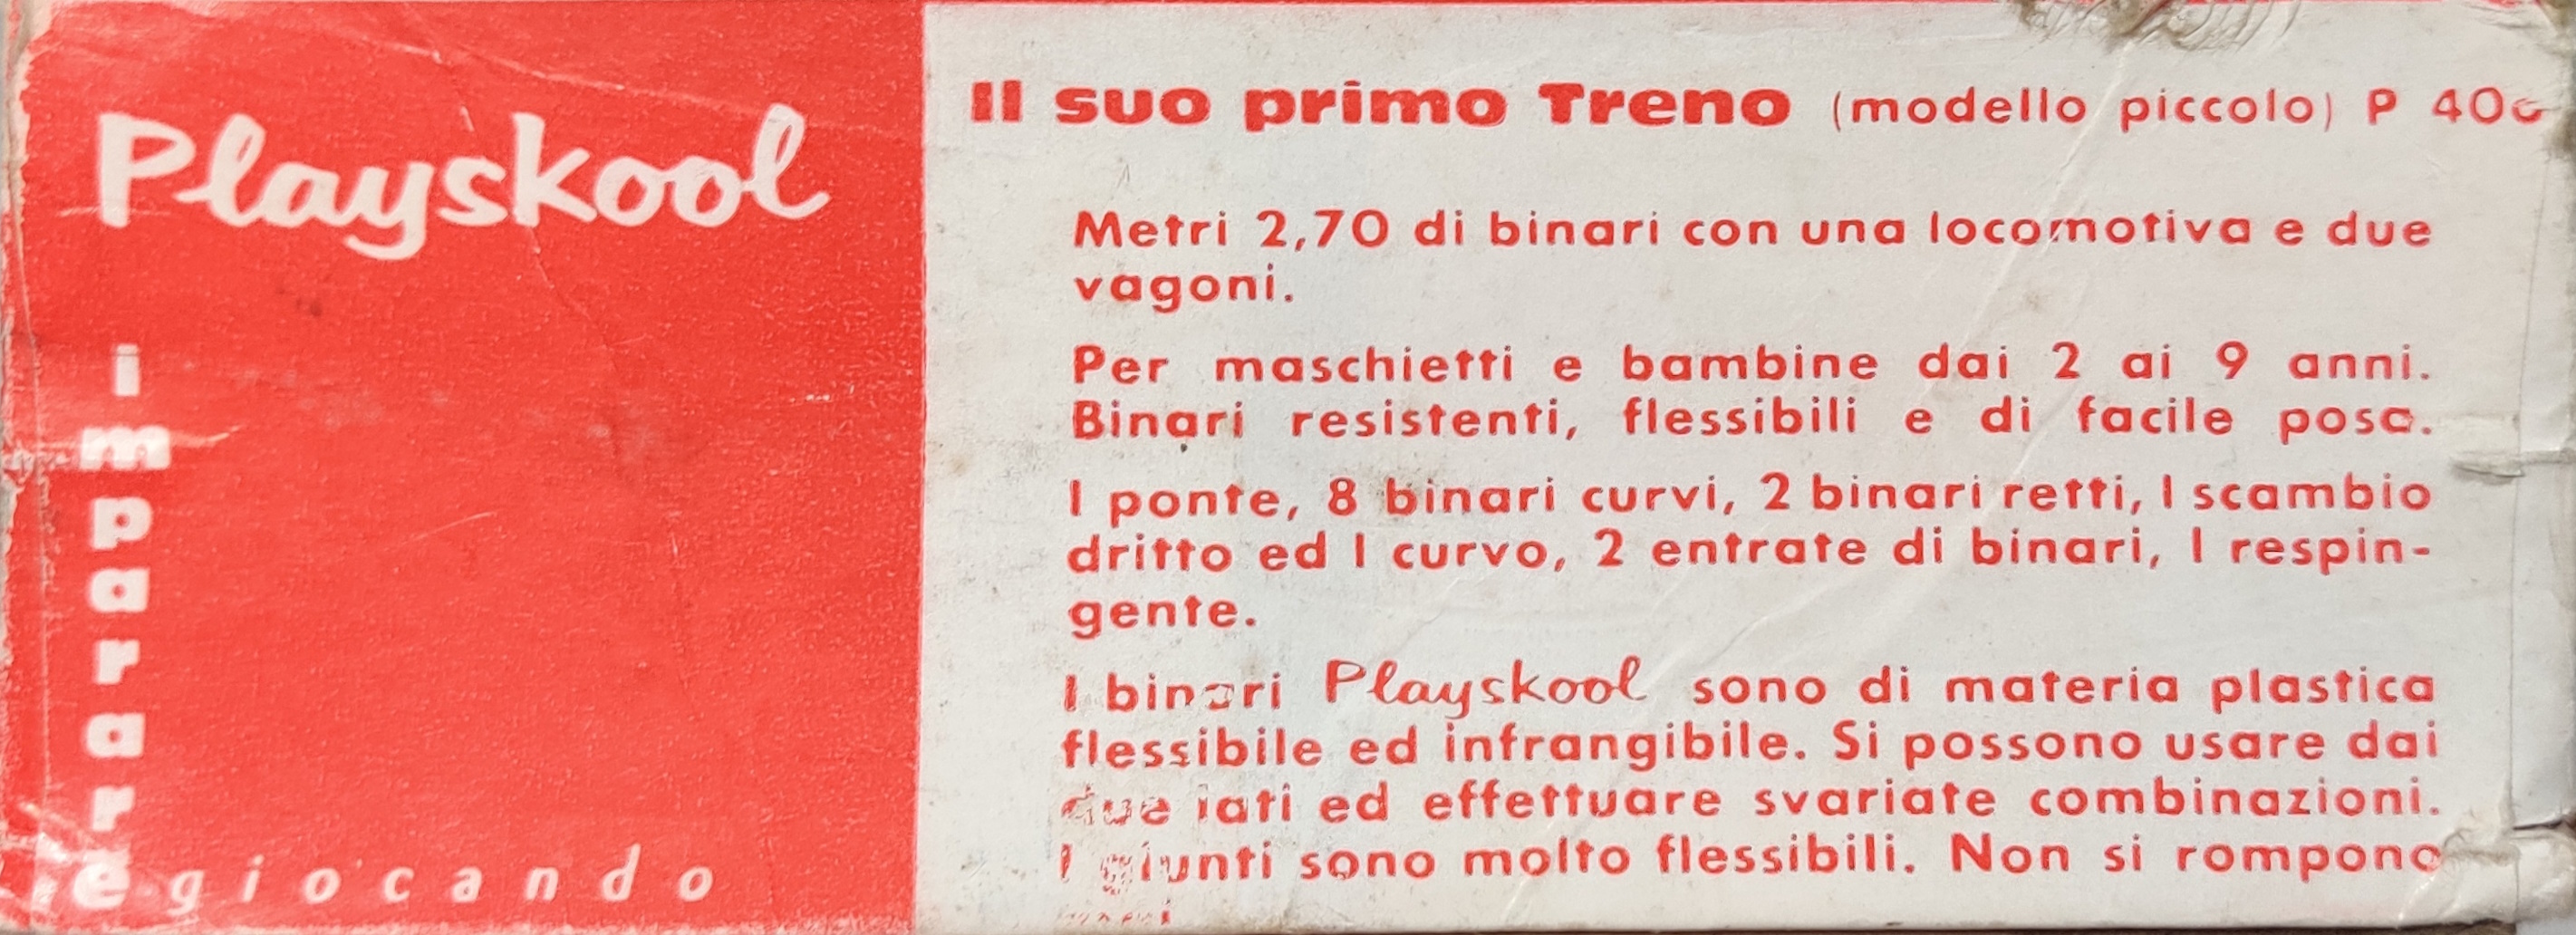 Playskool
imparare
giocando
Il suo primo Treno (modello piccolo) P 400
Metri 2,70 di binari con una locomotiva e due
vagoni.
Per maschietti e bambine dai 2 ai 9 anni.
Binari resistenti, flessibili e di facile posa.
1 ponte, 8 binari curvi, 2 binari retti, 1 scambio
dritto ed 1 curvo, 2 entrate di binari, 1 respin-
gente.
I binari Playskool sono di materia plastica
flessibile ed infrangibile. Si possono usare dai
due lati ed effettuare svariate combinazioni.
I giunti sono molto flessibili. Non si rompono